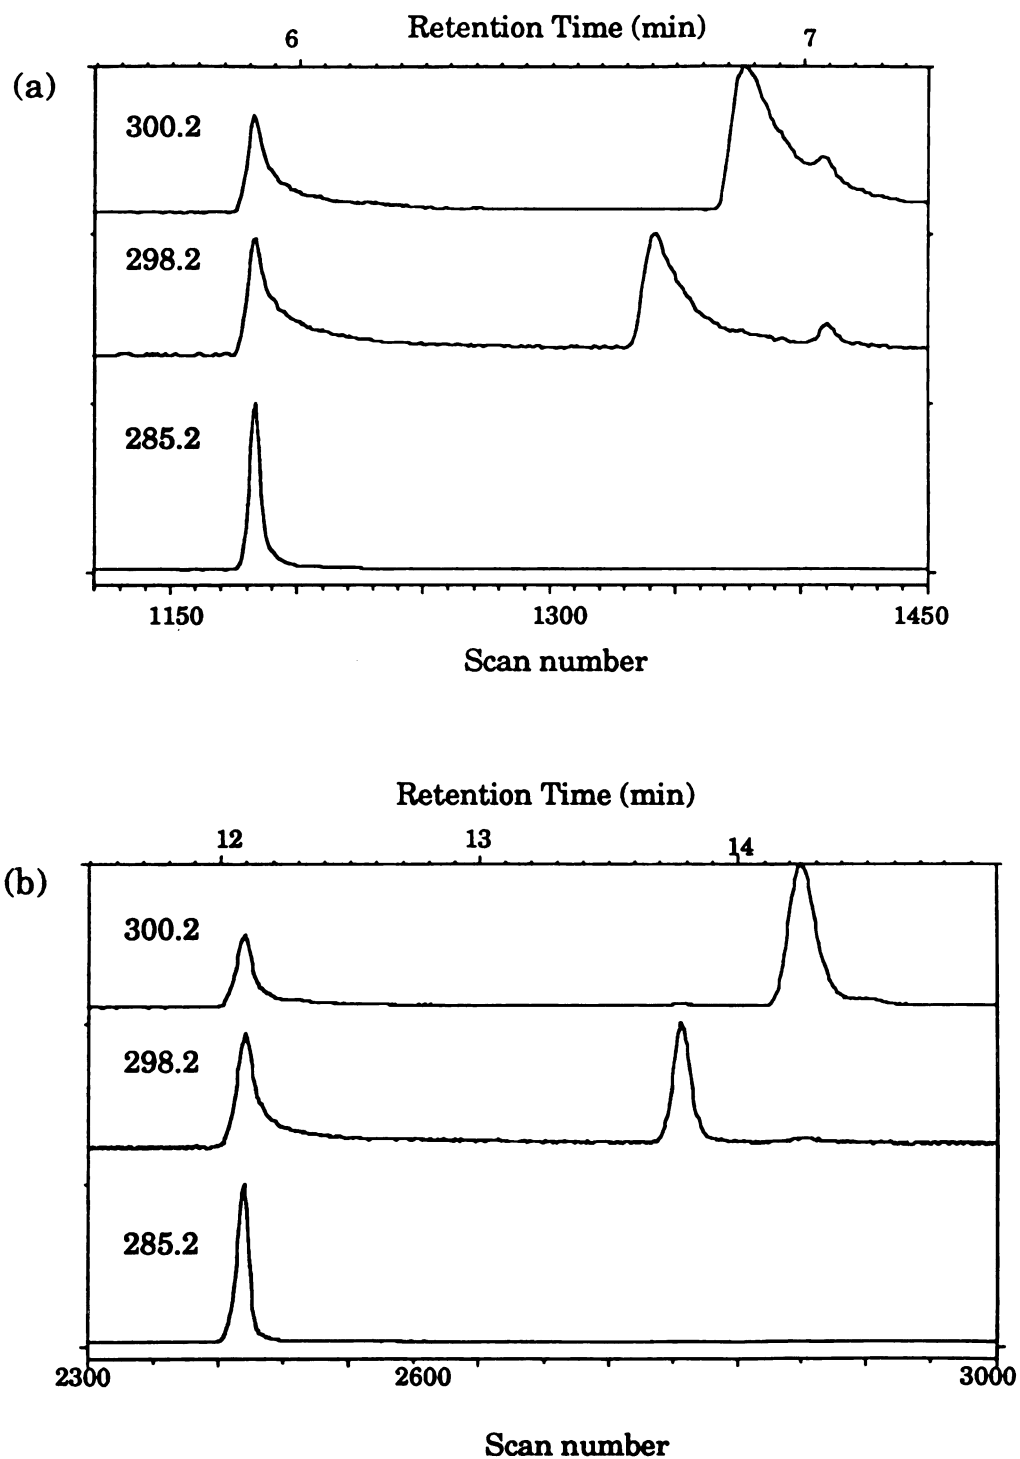 Retention Time (min)
6 7
(a)
300.2
298.2
285.2
1150 1300 1450
Scan number
Retention Time (min)
12 13 14
(b)
300.2
298.2
285.2
2300 2600 3000
Scan number